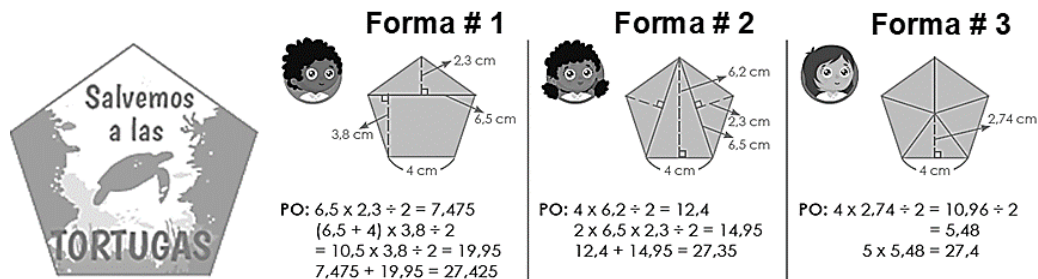 Salvemos
a las
TORTUGAS
Forma # 1
2,3 cm
6,5 cm
3,8 cm
4 cm
PO: 6,5 x 2,3 ÷ 2 = 7,475
(6,5 + 4) x 3,8 ÷ 2
= 10,5 x 3,8 ÷ 2 = 19,95
7,475 + 19,95 = 27,425
Forma # 2
6,2 cm
2,3 cm
6,5 cm
4 cm
PO: 4 x 6,2 ÷ 2 = 12,4
2 x 6,5 x 2,3 ÷ 2 = 14,95
12,4 + 14,95 = 27,35
Forma # 3
2,74 cm
4 cm
PO: 4 x 2,74 ÷ 2 = 10,96 ÷ 2
= 5,48
5 x 5,48 = 27,4